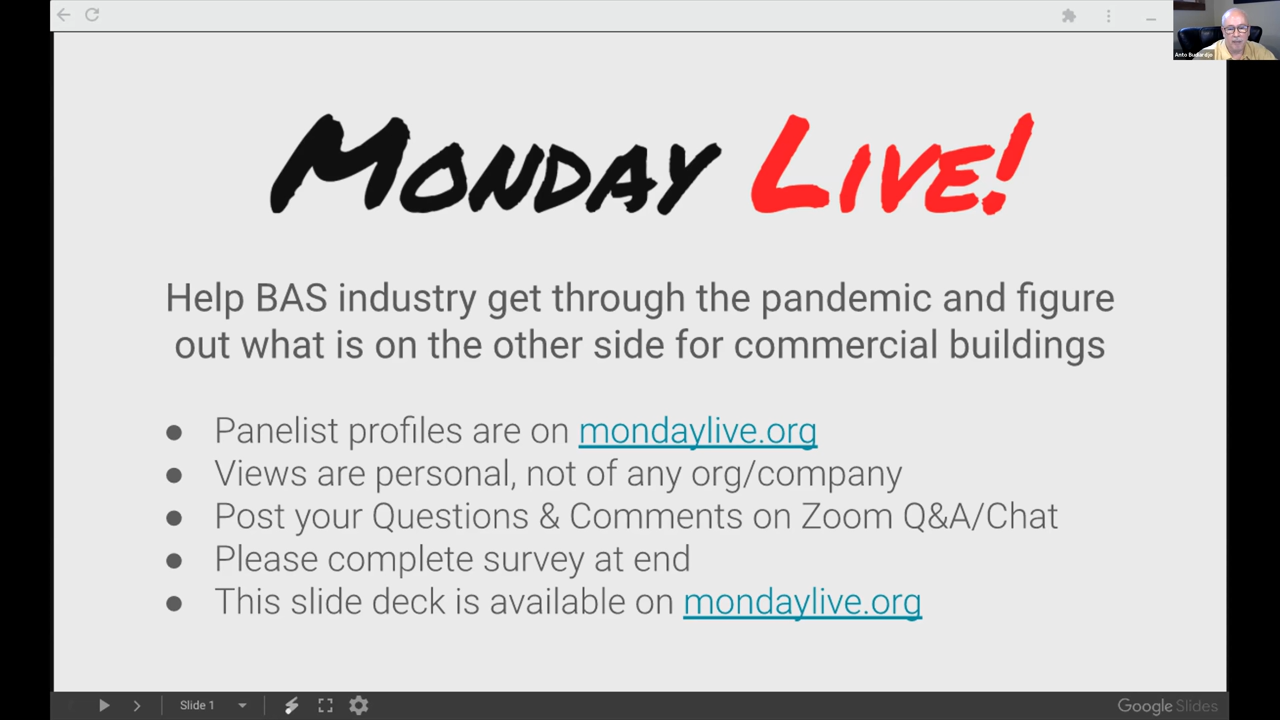 Anto Budiardjo
Monday Live!
Help BAS industry get through the pandemic and figure
out what is on the other side for commercial buildings
● Panelist profiles are on mondaylive.org
● Views are personal, not of any org/company
● Post your Questions & Comments on Zoom Q&A/Chat
● Please complete survey at end
● This slide deck is available on mondaylive.org
Slide 1
Google Slides